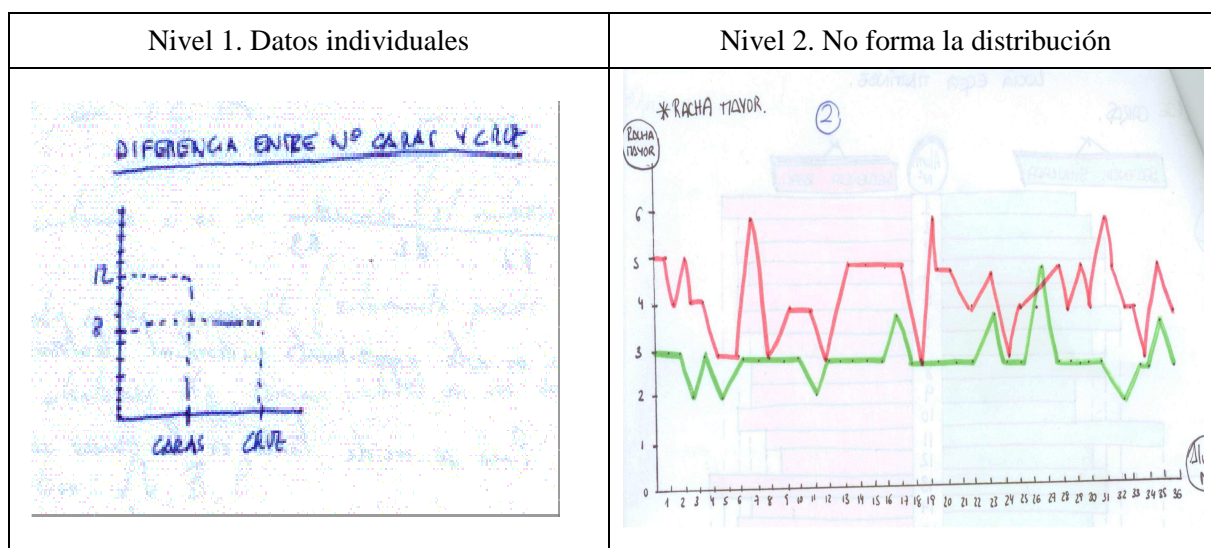 Nivel 1. Datos individuales
Nivel 2. No forma la distribución
DIFERENCIA ENTRE Nº CARAS Y CRUZ
12
8
CARAS CRUZ
* RACHA MAYOR.
2
RACHA
MAYOR
6
5
4
3
2
1
0
1 2 3 4 5 6 7 8 9 10 11 12 13 14 15 16 17 18 19 20 21 22 23 24 25 26 27 28 29 30 31 32 33 34 35 36